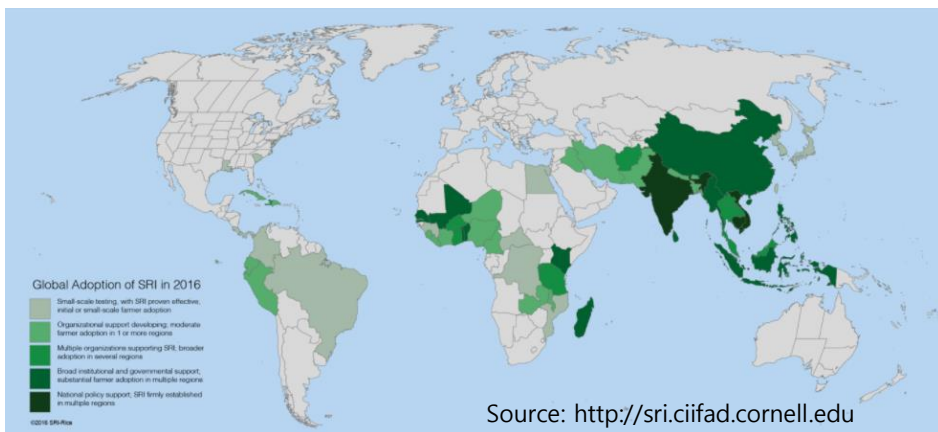 Global Adoption of SRI in 2016
Small-scale testing, with SRI proven effective,
initial or small-scale farmer adoption
Organizational support developing, moderate
farmer adoption in 1 or more regions
Multiple organizations supporting SRI, broader
adoption in several regions
Broad institutional and governmental support,
substantial farmer adoption in multiple regions
National policy support, SRI firmly established
in multiple regions
©2016 SRI-Rice
Source: http://sri.ciifad.cornell.edu